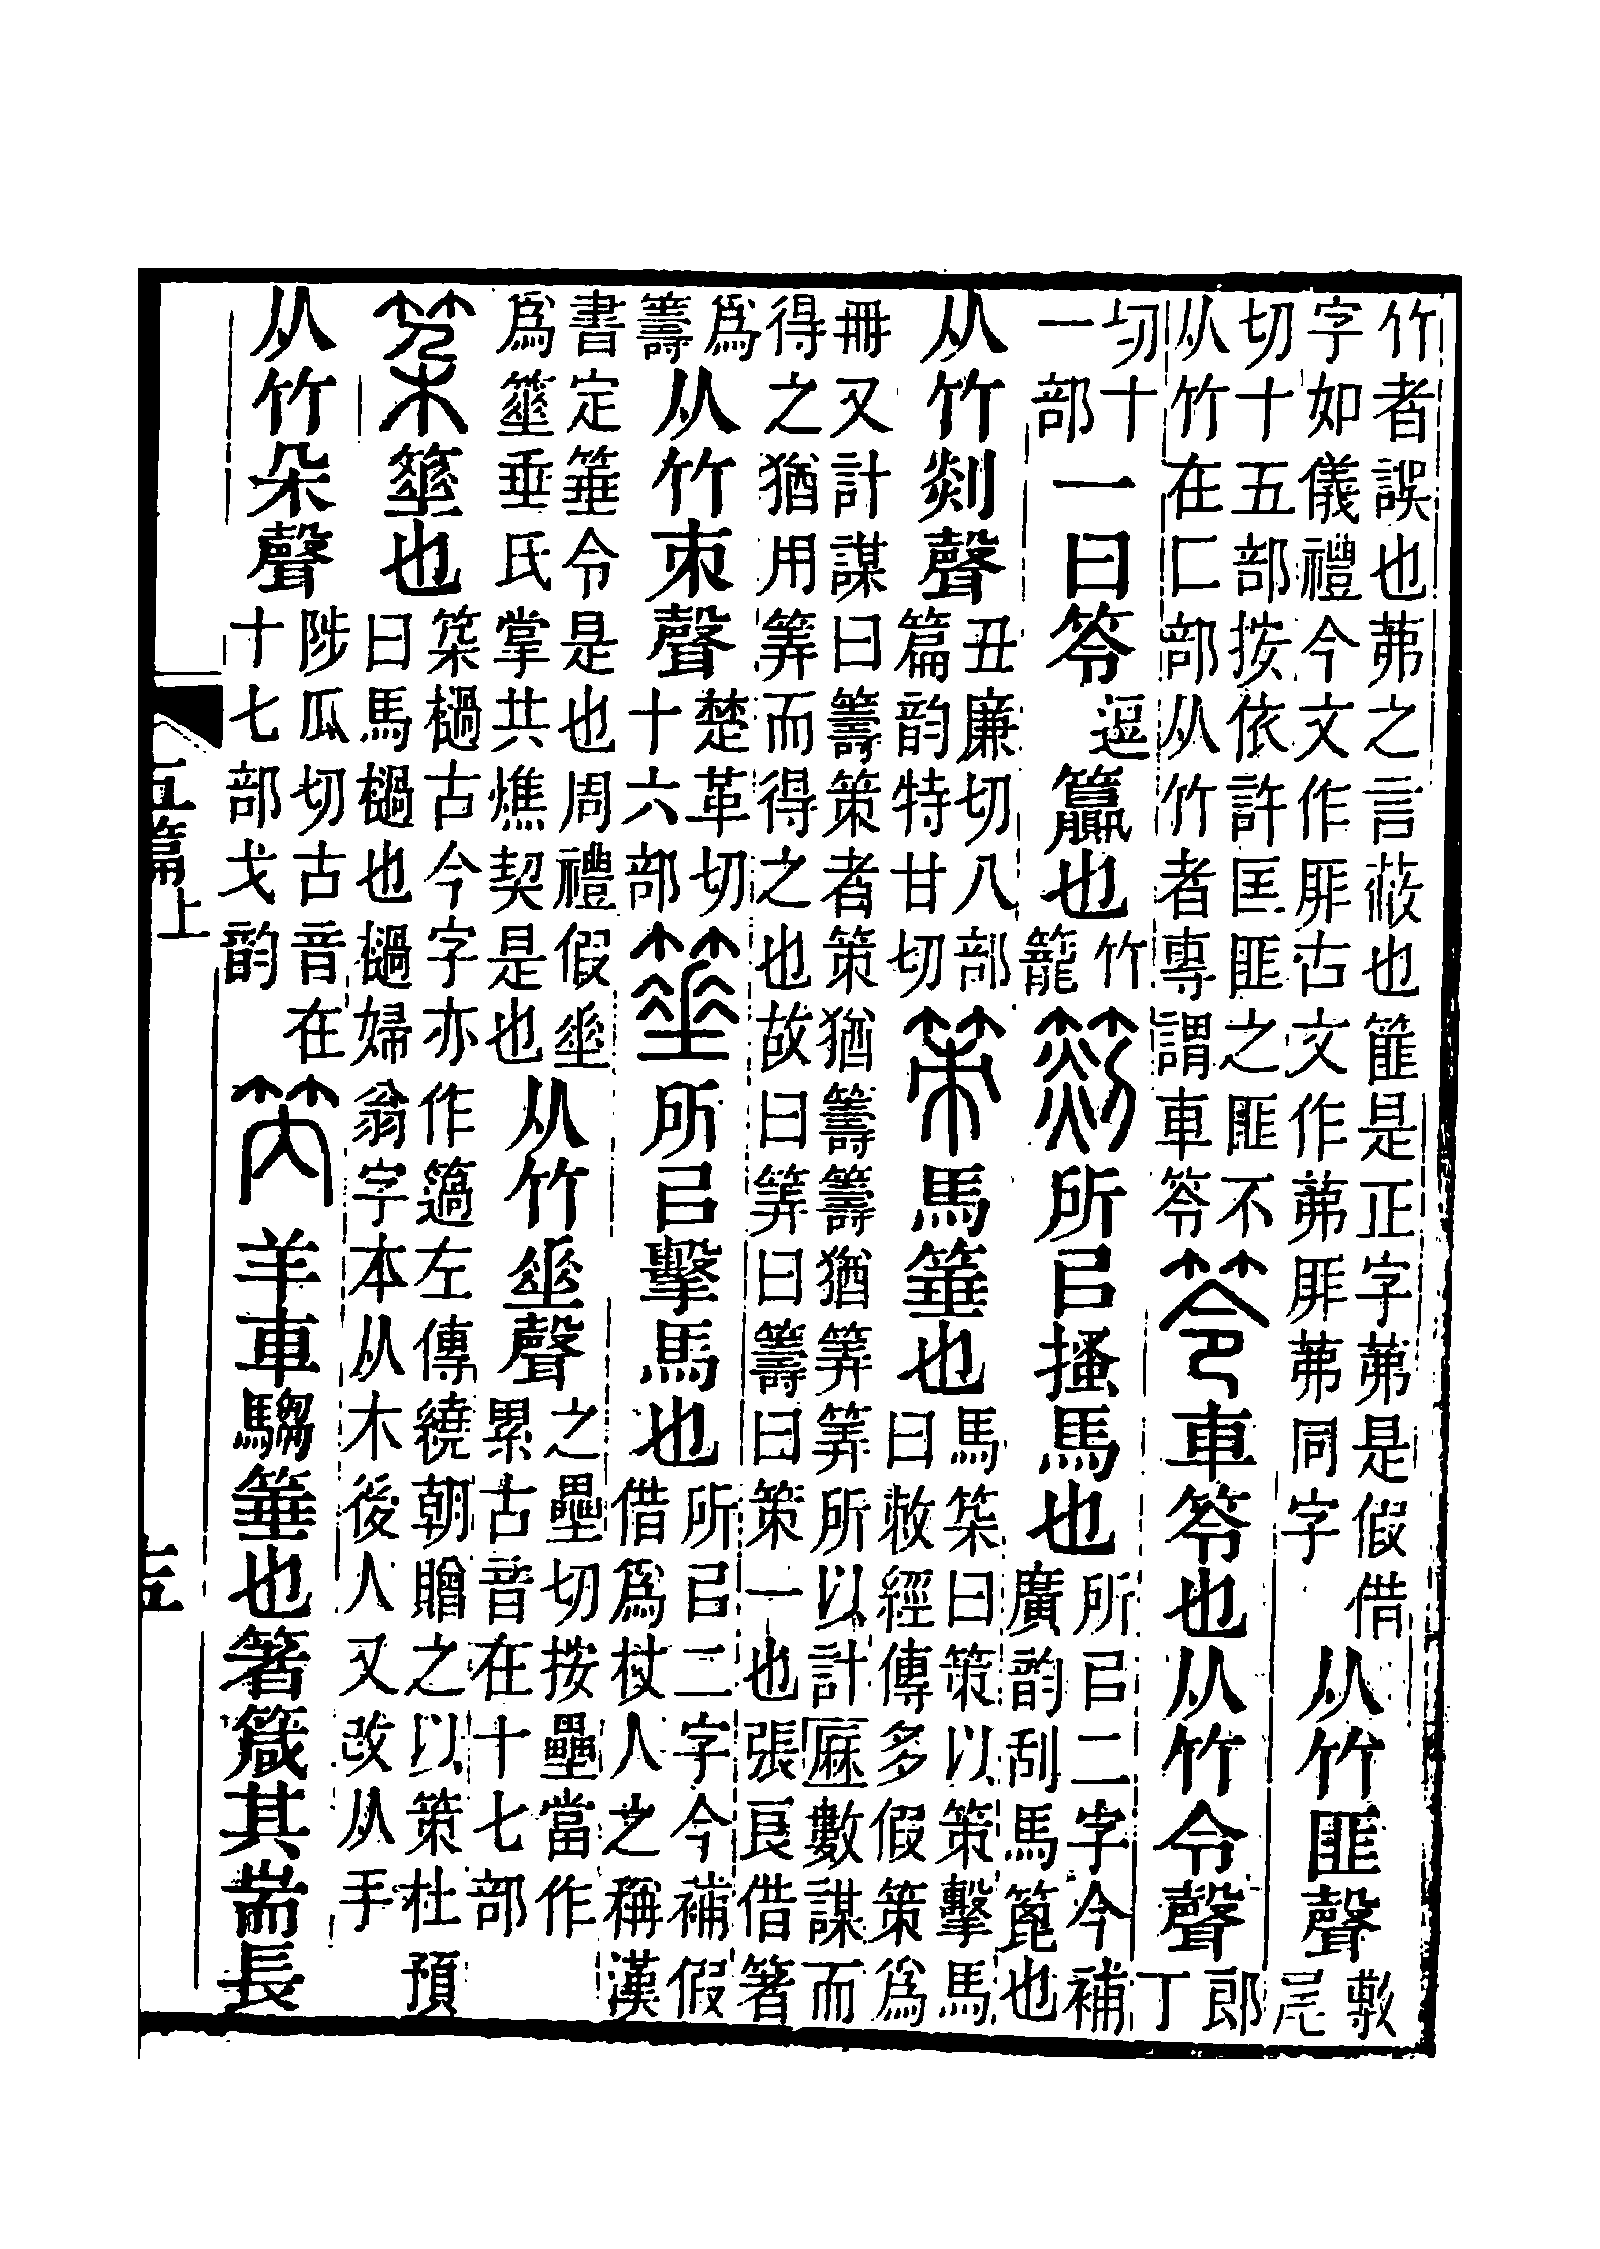 竹者誤也茀之言蔽也篚是正字茀是假借
字如儀禮今文作厞古文作茀厞茀同字
从竹匪聲
敷
尾
切十五部按依許匡匪之匪不
从竹在匚部从竹者專謂車笭
笭
車笭也从竹令聲
郎
丁
切十
一部
一曰笭
逗
籯也
竹
籠
䈴
所㠯搔馬也
所㠯二字今補
廣韵刮馬篦也
从竹剡聲
丑廉切八部
篇韵特甘切
策
馬箠也
馬䇬曰策以策擊馬
曰敇經傳多假策爲
冊又計謀曰籌策者策猶籌籌猶筭筭所以計厤數謀而
得之猶用筭而得之也故曰筭曰籌曰策一也張良借箸
爲
籌
从竹朿聲
楚革切
十六部
箠
所㠯擊馬也
所㠯二字今補假
借爲杖人之稱漢
書定箠令是也周禮假𠂹
爲箠垂氏掌共燋契是也
从竹𠂹聲
之壘切按壘當作
累古音在十七部
䇬
箠也
䇬檛古今字亦作簻左傳繞朝贈之以策杜預
曰馬檛也檛婦翁字本从木後人又改从手
从竹朵聲
陟瓜切古音在
十七部戈韵
笍
羊車騶箠也箸箴其耑長
五篇上